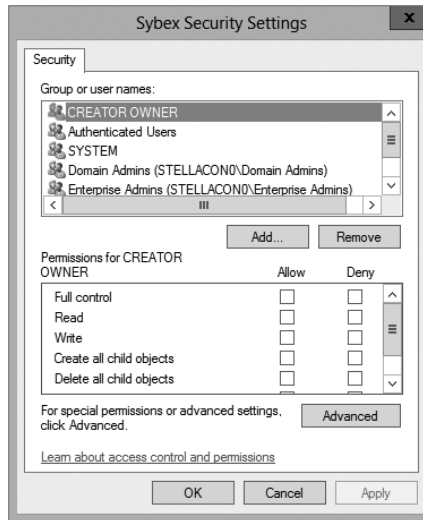 Sybex Security Settings
x
Security
Group or user names:
CREATOR OWNER
Authenticated Users
SYSTEM
Domain Admins (STELLACON0\Domain Admins)
Enterprise Admins (STELLACON0\Enterprise Admins)
Add...
Remove
Permissions for CREATOR
OWNER
Allow
Deny
Full control
Read
Write
Create all child objects
Delete all child objects
For special permissions or advanced settings,
click Advanced.
Advanced
Learn about access control and permissions
OK
Cancel
Apply